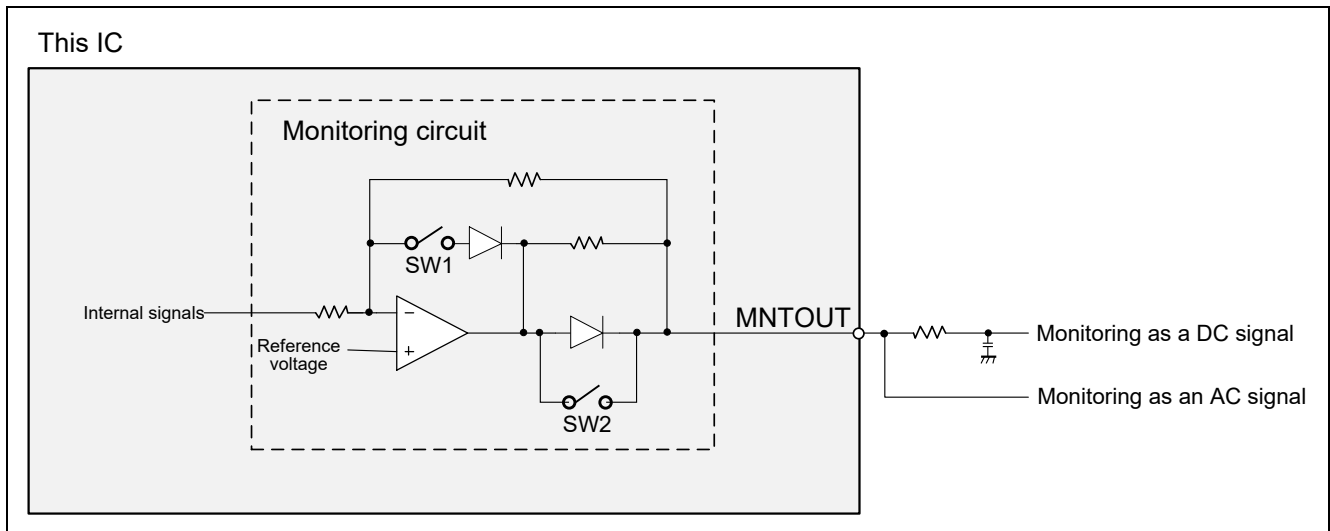 This IC
Monitoring circuit
SW1
Internal signals
−
Reference
voltage
+
MNTOUT
SW2
Monitoring as a DC signal
Monitoring as an AC signal